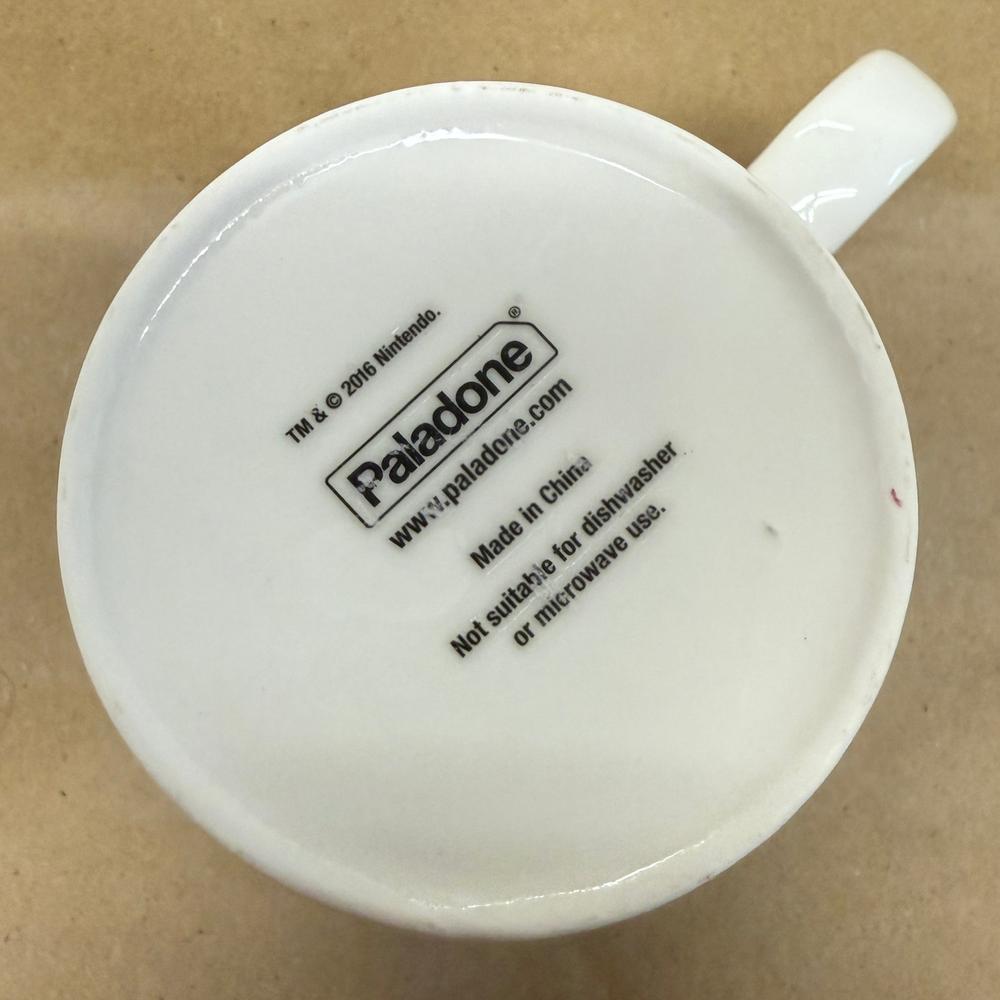 TM & © 2016 Nintendo.
Paladone®
www.paladone.com
Made in China
Not suitable for dishwasher
or microwave use.